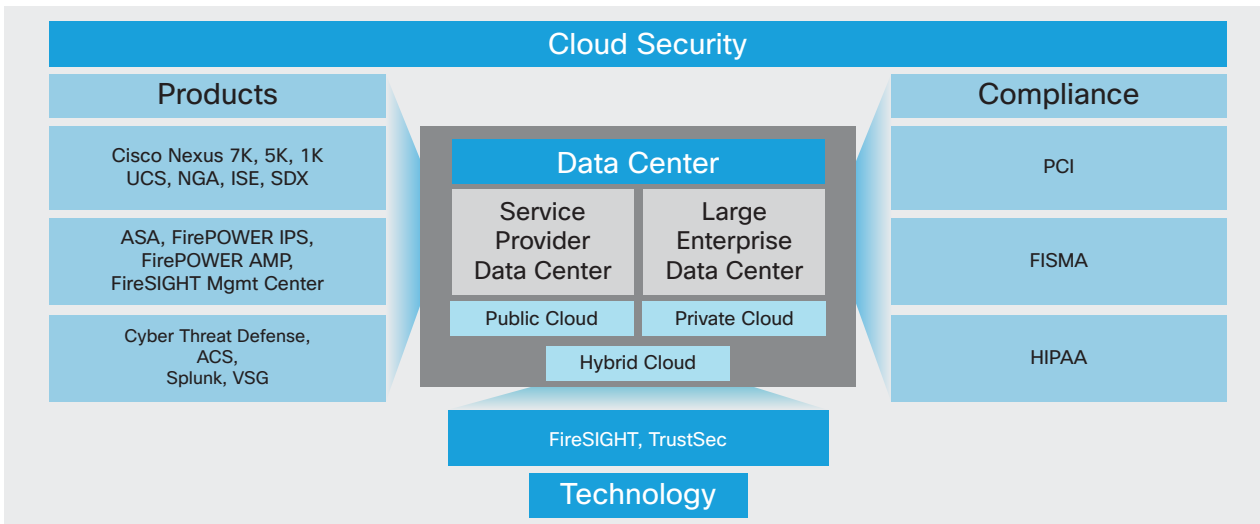 Cloud Security
Products
Cisco Nexus 7K, 5K, 1K
UCS, NGA, ISE, SDX
ASA, FirePOWER IPS,
FirePOWER AMP,
FireSIGHT Mgmt Center
Cyber Threat Defense,
ACS,
Splunk, VSG
Data Center
Service
Provider
Data Center
Large
Enterprise
Data Center
Public Cloud
Private Cloud
Hybrid Cloud
FireSIGHT, TrustSec
Technology
Compliance
PCI
FISMA
HIPAA